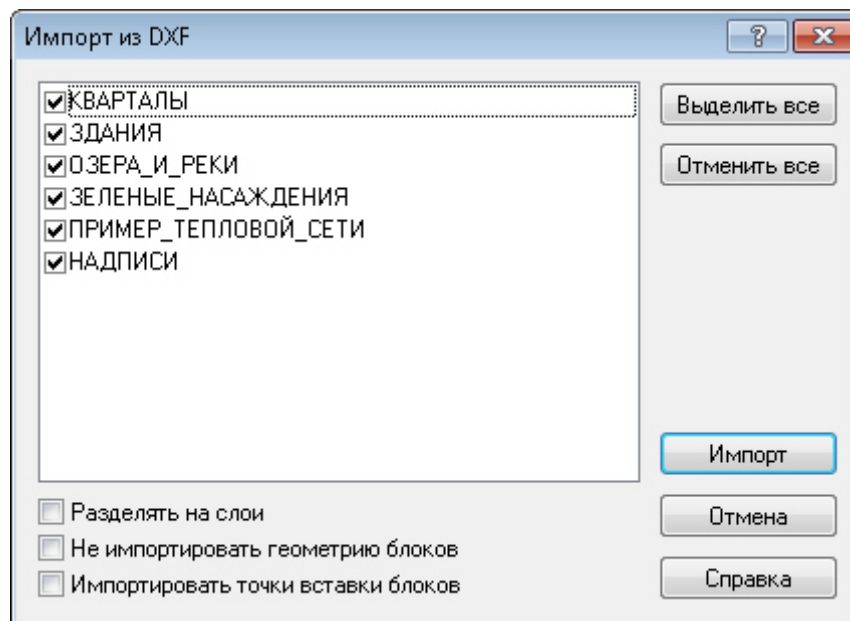 Импорт из DXF
КВАРТАЛЫ
ЗДАНИЯ
ОЗЕРА_И_РЕКИ
ЗЕЛЕНЫЕ_НАСАЖДЕНИЯ
ПРИМЕР_ТЕПЛОВОЙ_СЕТИ
НАДПИСИ
Выделить все
Отменить все
Импорт
Отмена
Справка
Разделять на слои
Не импортировать геометрию блоков
Импортировать точки вставки блоков